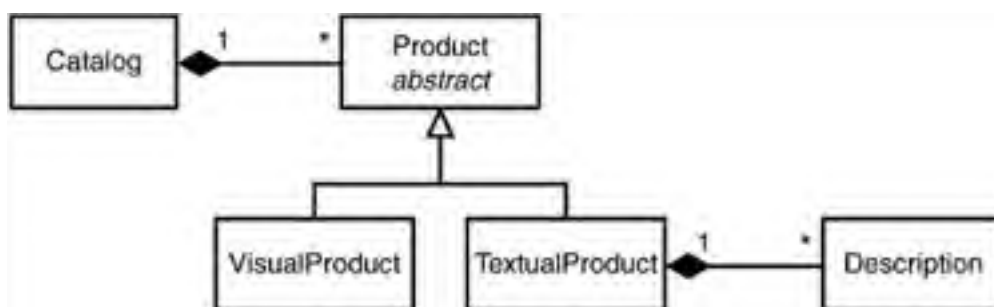 Catalog
1
*
Product
abstract
VisualProduct
TextualProduct
1
*
Description